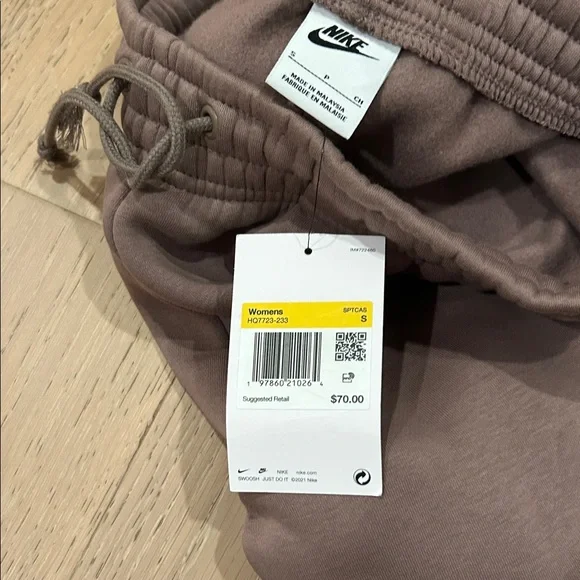 NIKE
S P CH
MADE IN MALAYSIA
FABRIQUE EN MALAISIE
Womens SPTCAS
HQ7723-233 S
1 97860 21026 4
Suggested Retail $70.00
NIKE nike.com
SWOOSH JUST DO IT ©2021 Nike